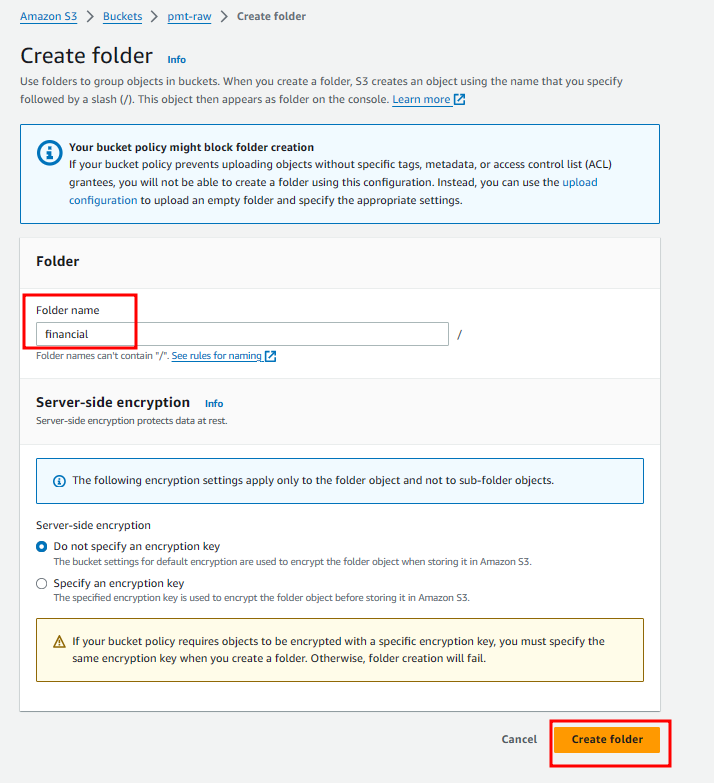 Amazon S3 > Buckets > pmt-raw > Create folder
Create folder Info
Use folders to group objects in buckets. When you create a folder, S3 creates an object using the name that you specify
followed by a slash (/). This object then appears as folder on the console. Learn more
Your bucket policy might block folder creation
If your bucket policy prevents uploading objects without specific tags, metadata, or access control list (ACL)
grantees, you will not be able to create a folder using this configuration. Instead, you can use the upload
configuration to upload an empty folder and specify the appropriate settings.
Folder
Folder name
financial /
Folder names can't contain "/". See rules for naming
Server-side encryption Info
Server-side encryption protects data at rest.
The following encryption settings apply only to the folder object and not to sub-folder objects.
Server-side encryption
Do not specify an encryption key
The bucket settings for default encryption are used to encrypt the folder object when storing it in Amazon S3.
Specify an encryption key
The specified encryption key is used to encrypt the folder object before storing it in Amazon S3.
If your bucket policy requires objects to be encrypted with a specific encryption key, you must specify the
same encryption key when you create a folder. Otherwise, folder creation will fail.
Cancel Create folder